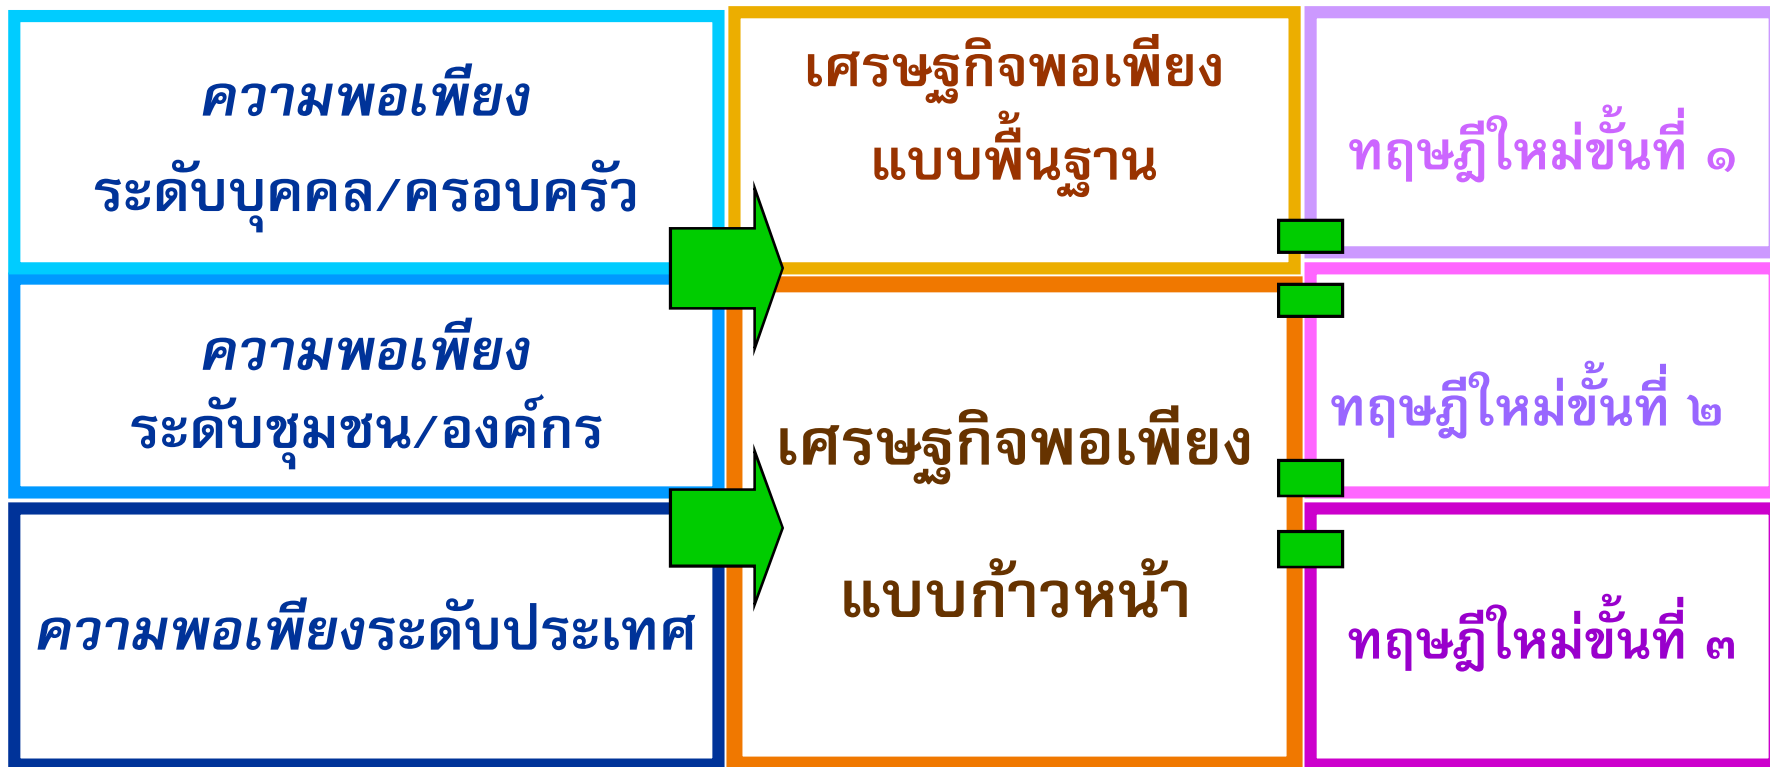 ความพอเพียง
ระดับบุคคล/ครอบครัว
เศรษฐกิจพอเพียง
แบบพื้นฐาน
ทฤษฎีใหม่ขั้นที่ ๑
ความพอเพียง
ระดับชุมชน/องค์กร
เศรษฐกิจพอเพียง
แบบก้าวหน้า
ทฤษฎีใหม่ขั้นที่ ๒
ความพอเพียงระดับประเทศ
ทฤษฎีใหม่ขั้นที่ ๓